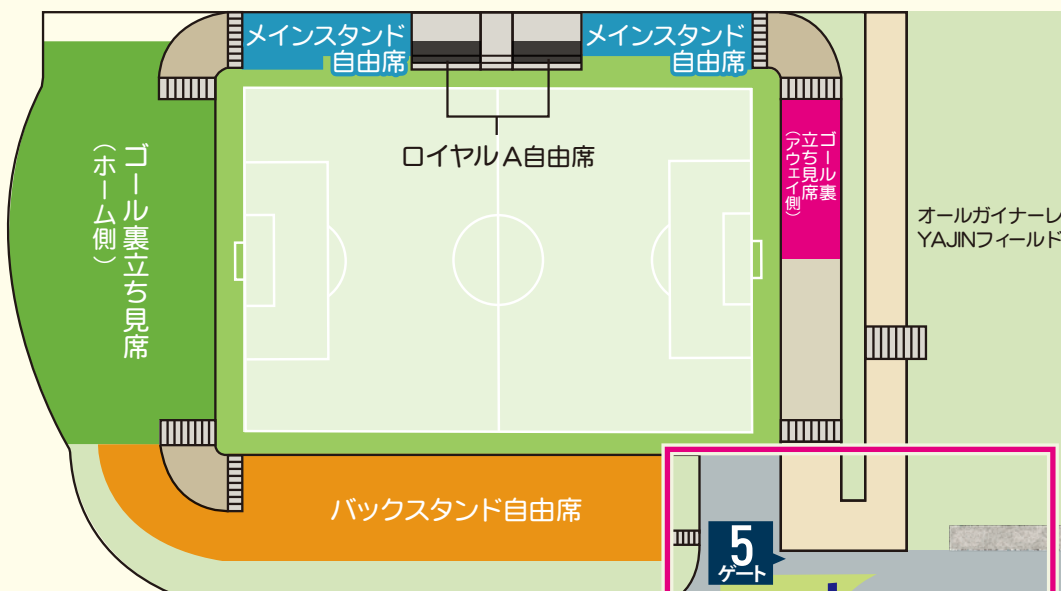 メインスタンド
自由席
メインスタンド
自由席
ロイヤルA自由席
ゴール裏立ち見席
（ホーム側）
ゴール裏
立ち見席
（アウェイ側）
オールガイナーレ
YAJINフィールド
バックスタンド自由席
5
ゲート